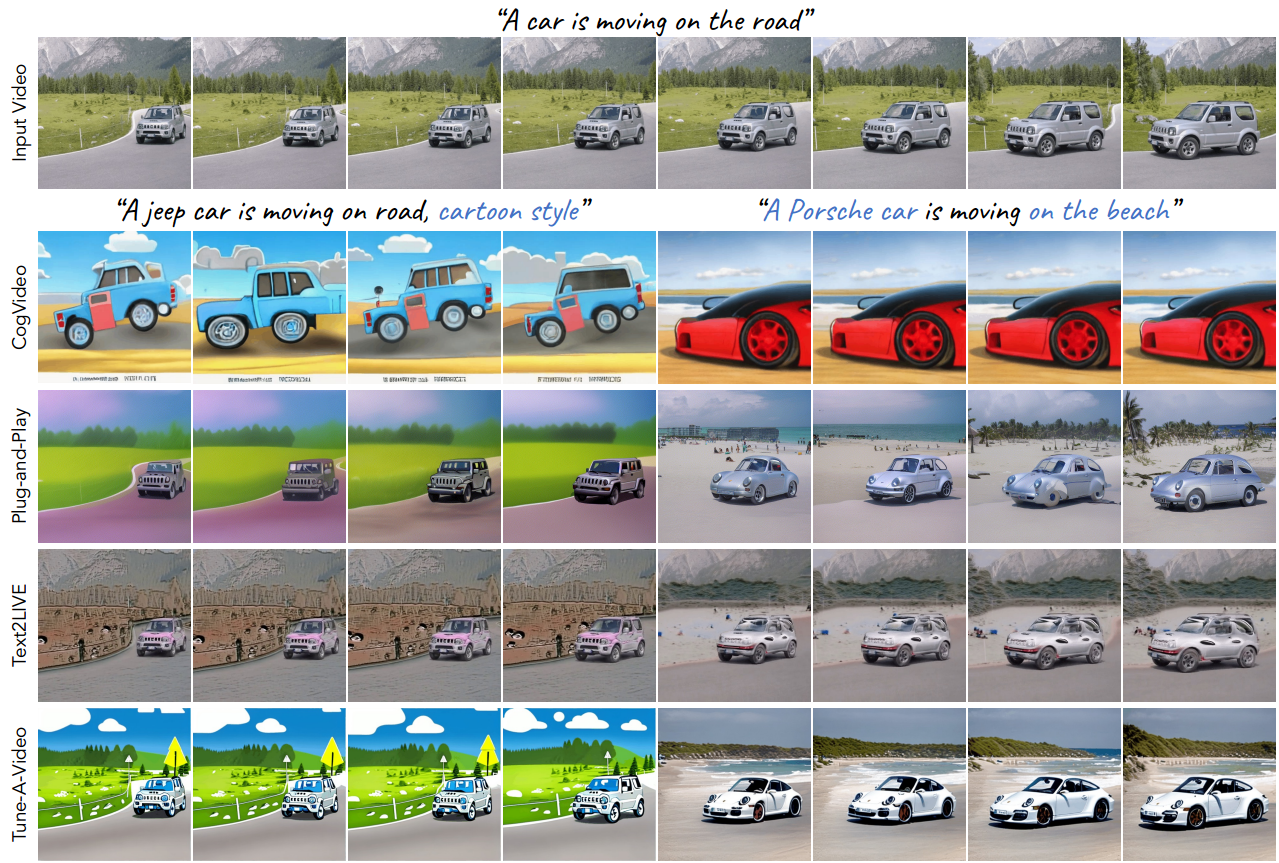 “A car is moving on the road”
Input Video
“A jeep car is moving on road, cartoon style”
“A Porsche car is moving on the beach”
CogVideo
Plug-and-Play
Text2LIVE
Tune-A-Video